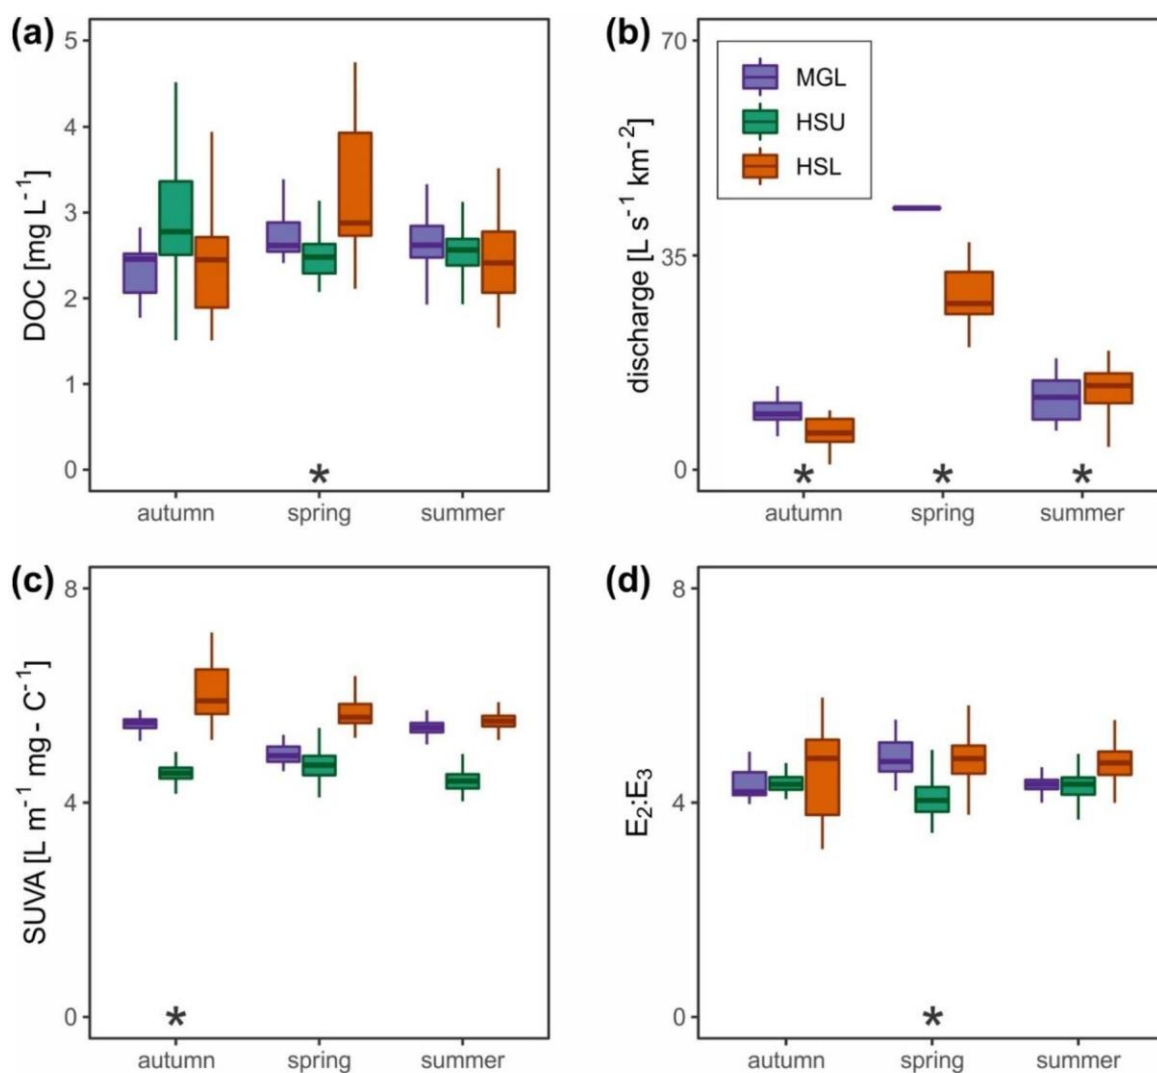 (a)
5
4
3
2
1
0
DOC [mg L⁻¹]
*
autumn spring summer
(b)
70
35
0
discharge [L s⁻¹ km⁻²]
MGL
HSU
HSL
* * *
autumn spring summer
(c)
8
4
0
SUVA [L m⁻¹ mg - C⁻¹]
*
autumn spring summer
(d)
8
4
0
E₂:E₃
*
autumn spring summer